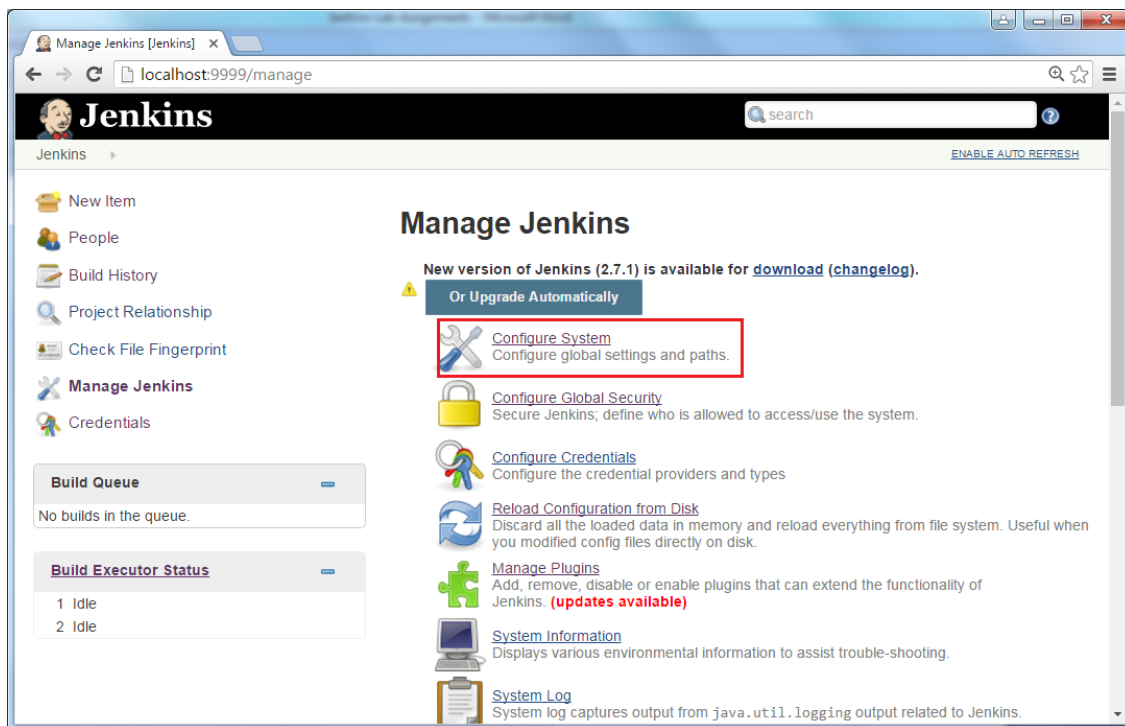 Jenkins Lab Assignments - Microsoft Word
Manage Jenkins [Jenkins]
localhost:9999/manage
Jenkins
search
Jenkins
ENABLE AUTO REFRESH
New Item
People
Build History
Project Relationship
Check File Fingerprint
Manage Jenkins
Credentials
Build Queue
No builds in the queue.
Build Executor Status
1 Idle
2 Idle
Manage Jenkins
New version of Jenkins (2.7.1) is available for download (changelog).
Or Upgrade Automatically
Configure System
Configure global settings and paths.
Configure Global Security
Secure Jenkins; define who is allowed to access/use the system.
Configure Credentials
Configure the credential providers and types
Reload Configuration from Disk
Discard all the loaded data in memory and reload everything from file system. Useful when
you modified config files directly on disk.
Manage Plugins
Add, remove, disable or enable plugins that can extend the functionality of
Jenkins. (updates available)
System Information
Displays various environmental information to assist trouble-shooting.
System Log
System log captures output from java.util.logging output related to Jenkins.